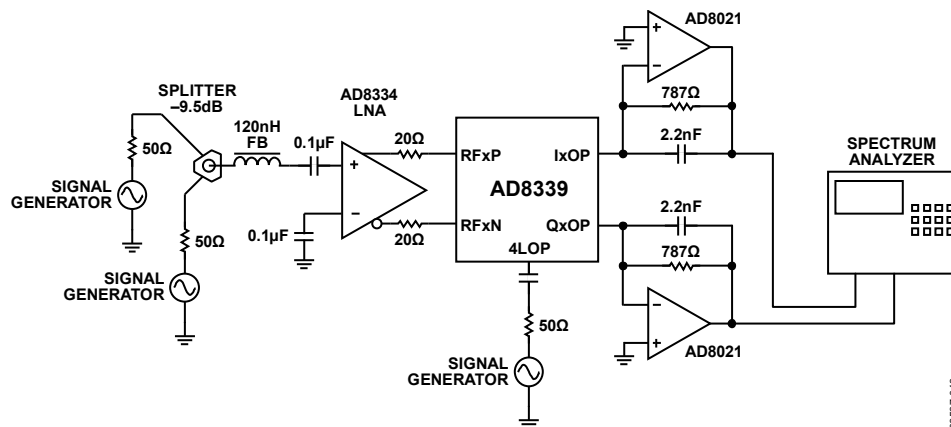 AD8021
787Ω
2.2nF
SPLITTER
–9.5dB
50Ω
SIGNAL
GENERATOR
50Ω
SIGNAL
GENERATOR
120nH
FB
0.1µF
0.1µF
AD8334
LNA
+
–
20Ω
20Ω
RFxP
RFxN
AD8339
IxOP
QxOP
4LOP
50Ω
SIGNAL
GENERATOR
+
–
2.2nF
787Ω
–
+
AD8021
SPECTRUM
ANALYZER